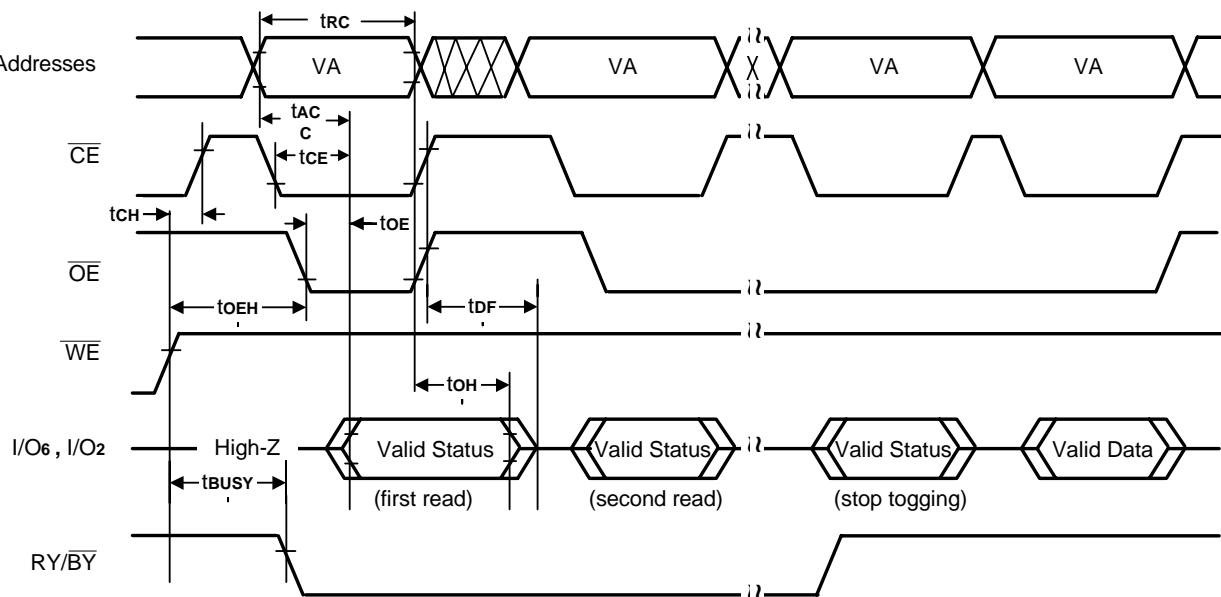 tRC
Addresses VA VA VA VA
tACC
CE
tCE
tCH
tOE
OE
tOEH
tDF
WE
tOH
I/O6 , I/O2 High-Z Valid Status Valid Status Valid Status Valid Data
tBUSY
(first read) (second read) (stop togging)
RY/BY